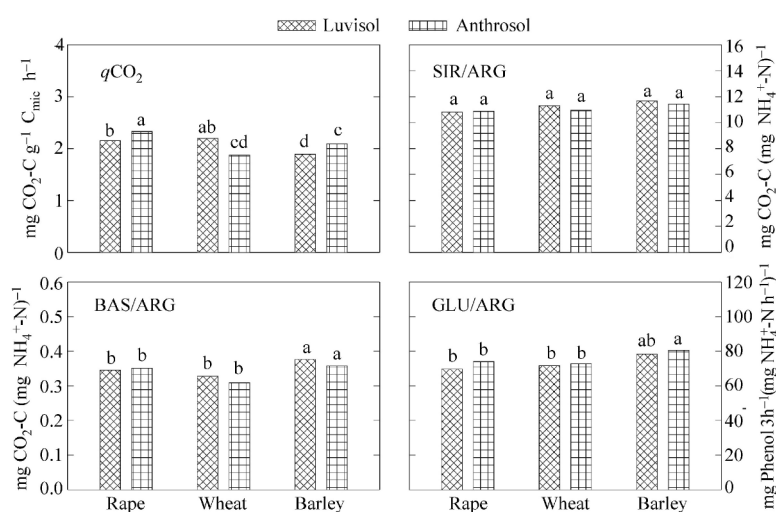 Luvisol Anthrosol
mg CO₂-C g⁻¹ Cmic h⁻¹
4
3
2
1
0
qCO₂
b a ab cd d c
SIR/ARG
a a a a a a
16
14
12
10
8
6
4
2
0
mg CO₂-C (mg NH₄⁺-N)⁻¹
mg CO₂-C (mg NH₄⁺-N)⁻¹
0.6
0.5
0.4
0.3
0.2
0.1
0.0
BAS/ARG
b b b b a a
Rape Wheat Barley
GLU/ARG
b b b b ab a
Rape Wheat Barley
120
100
80
60
40
20
0
mg Phenol 3h⁻¹(mg NH₄⁺-N h⁻¹)⁻¹